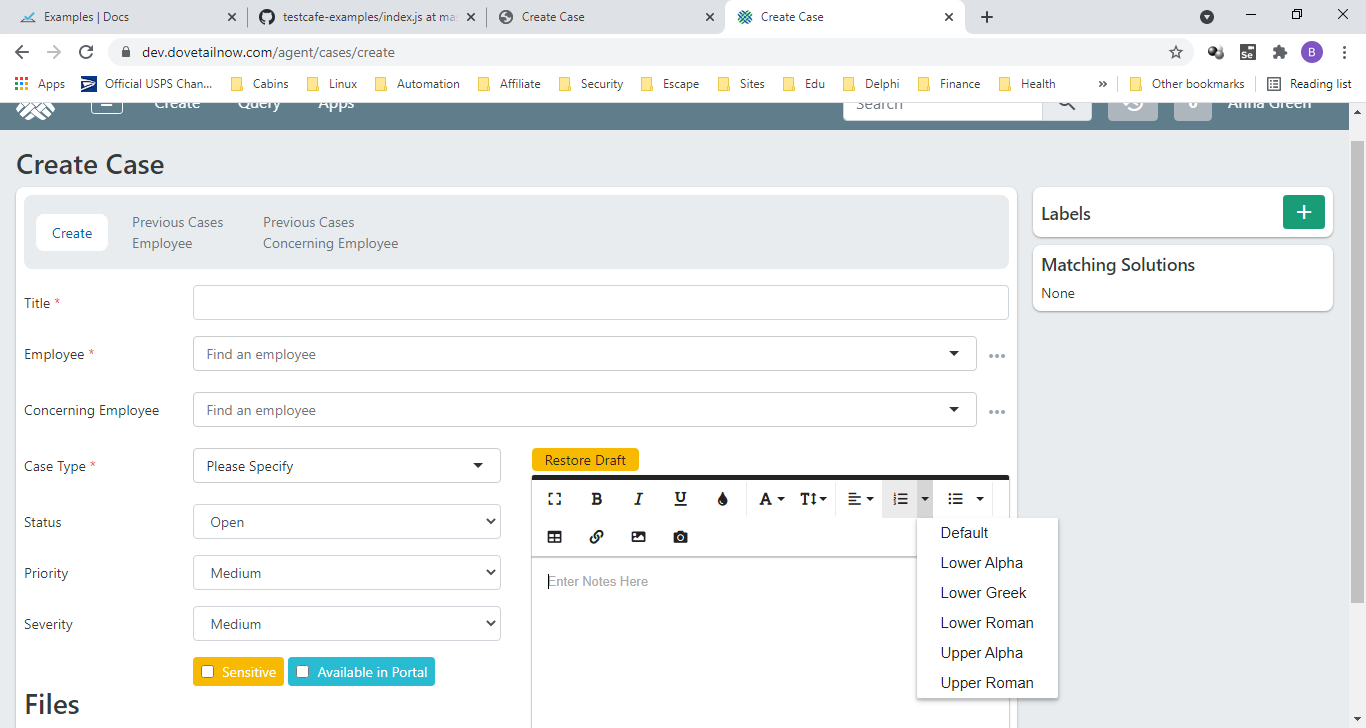 Examples | Docs
testcafe-examples/index.js at ma
Create Case
Create Case
dev.dovetailnow.com/agent/cases/create
Apps
Official USPS Chan...
Cabins
Linux
Automation
Affiliate
Security
Escape
Sites
Edu
Delphi
Finance
Health
»
Other bookmarks
Reading list
Se
B
Create
Query
Apps
Search
Anna Green
Create Case
Create
Previous Cases
Employee
Previous Cases
Concerning Employee
Labels
Matching Solutions
None
Title *
Employee *
Find an employee
Concerning Employee
Find an employee
Case Type *
Please Specify
Restore Draft
Status
Open
Priority
Medium
Severity
Medium
Sensitive
Available in Portal
Files
B
I
U
A
T
Enter Notes Here
Default
Lower Alpha
Lower Greek
Lower Roman
Upper Alpha
Upper Roman